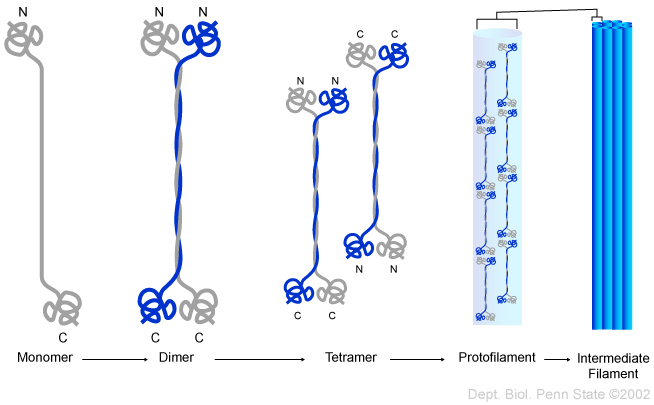 N
N N
C C
N N
C
C C
C C
N N
Monomer
Dimer
Tetramer
Protofilament
Intermediate
Filament
Dept. Biol. Penn State ©2002